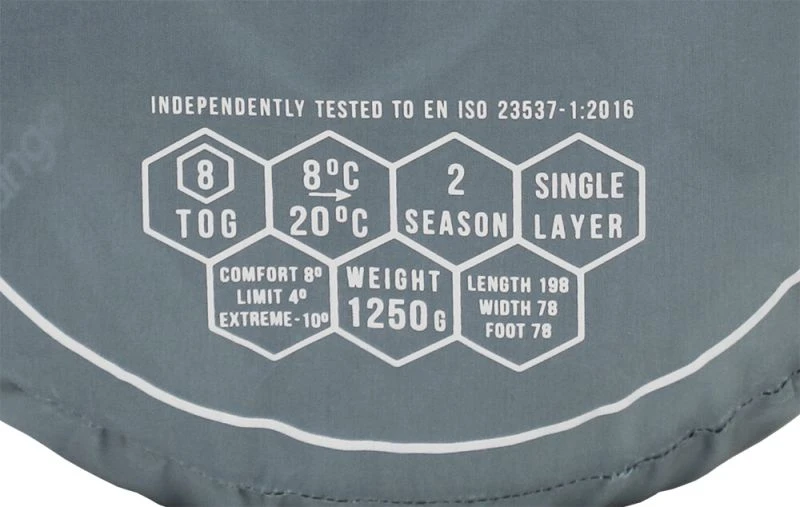 INDEPENDENTLY TESTED TO EN ISO 23537-1:2016
8
TOG
8ºC
20ºC
2
SEASON
SINGLE
LAYER
COMFORT 8º
LIMIT 4º
EXTREME-10º
WEIGHT
1250G
LENGTH 198
WIDTH 78
FOOT 78